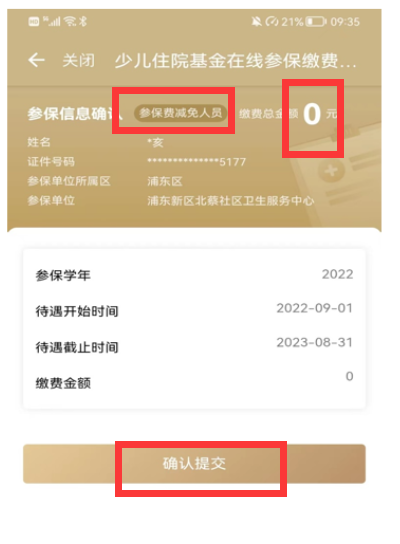 21% 09:35
关闭 少儿住院基金在线参保缴费...
参保信息确认 参保费减免人员 缴费总金额 0 元
姓名 *亥
证件号码 **************5177
参保单位所属区 浦东区
参保单位 浦东新区北蔡社区卫生服务中心
参保学年 2022
待遇开始时间 2022-09-01
待遇截止时间 2023-08-31
缴费金额 0
确认提交